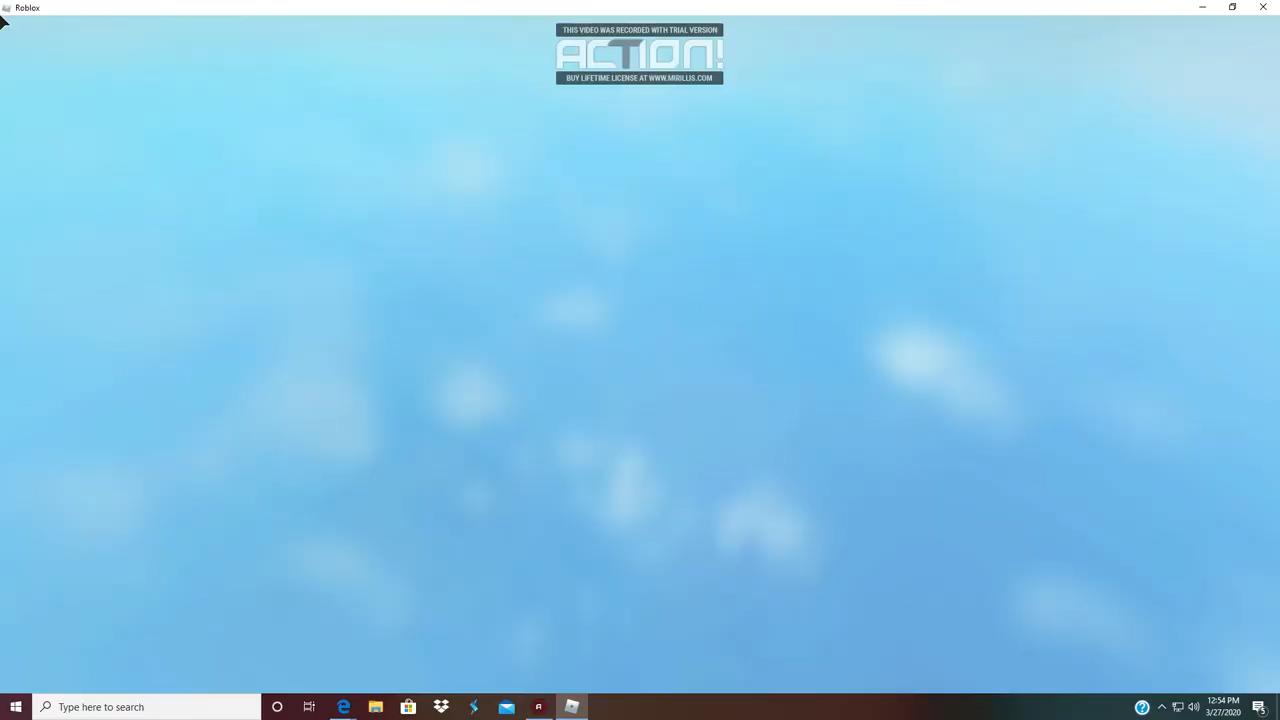 Roblox
THIS VIDEO WAS RECORDED WITH TRIAL VERSION
ACTION!
BUY LIFETIME LICENSE AT WWW.MIRILLIS.COM
Type here to search
12:54 PM
3/27/2020